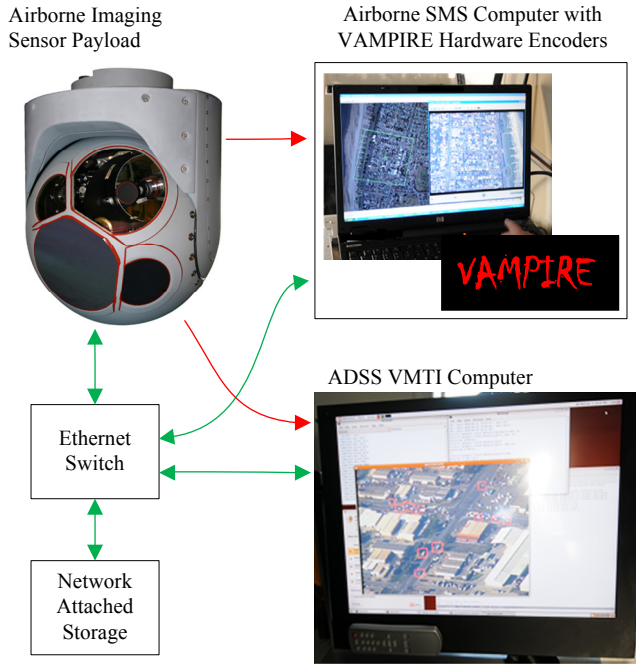 Airborne Imaging
Sensor Payload
Airborne SMS Computer with
VAMPIRE Hardware Encoders
VAMPIRE
ADSS VMTI Computer
Ethernet
Switch
Network
Attached
Storage